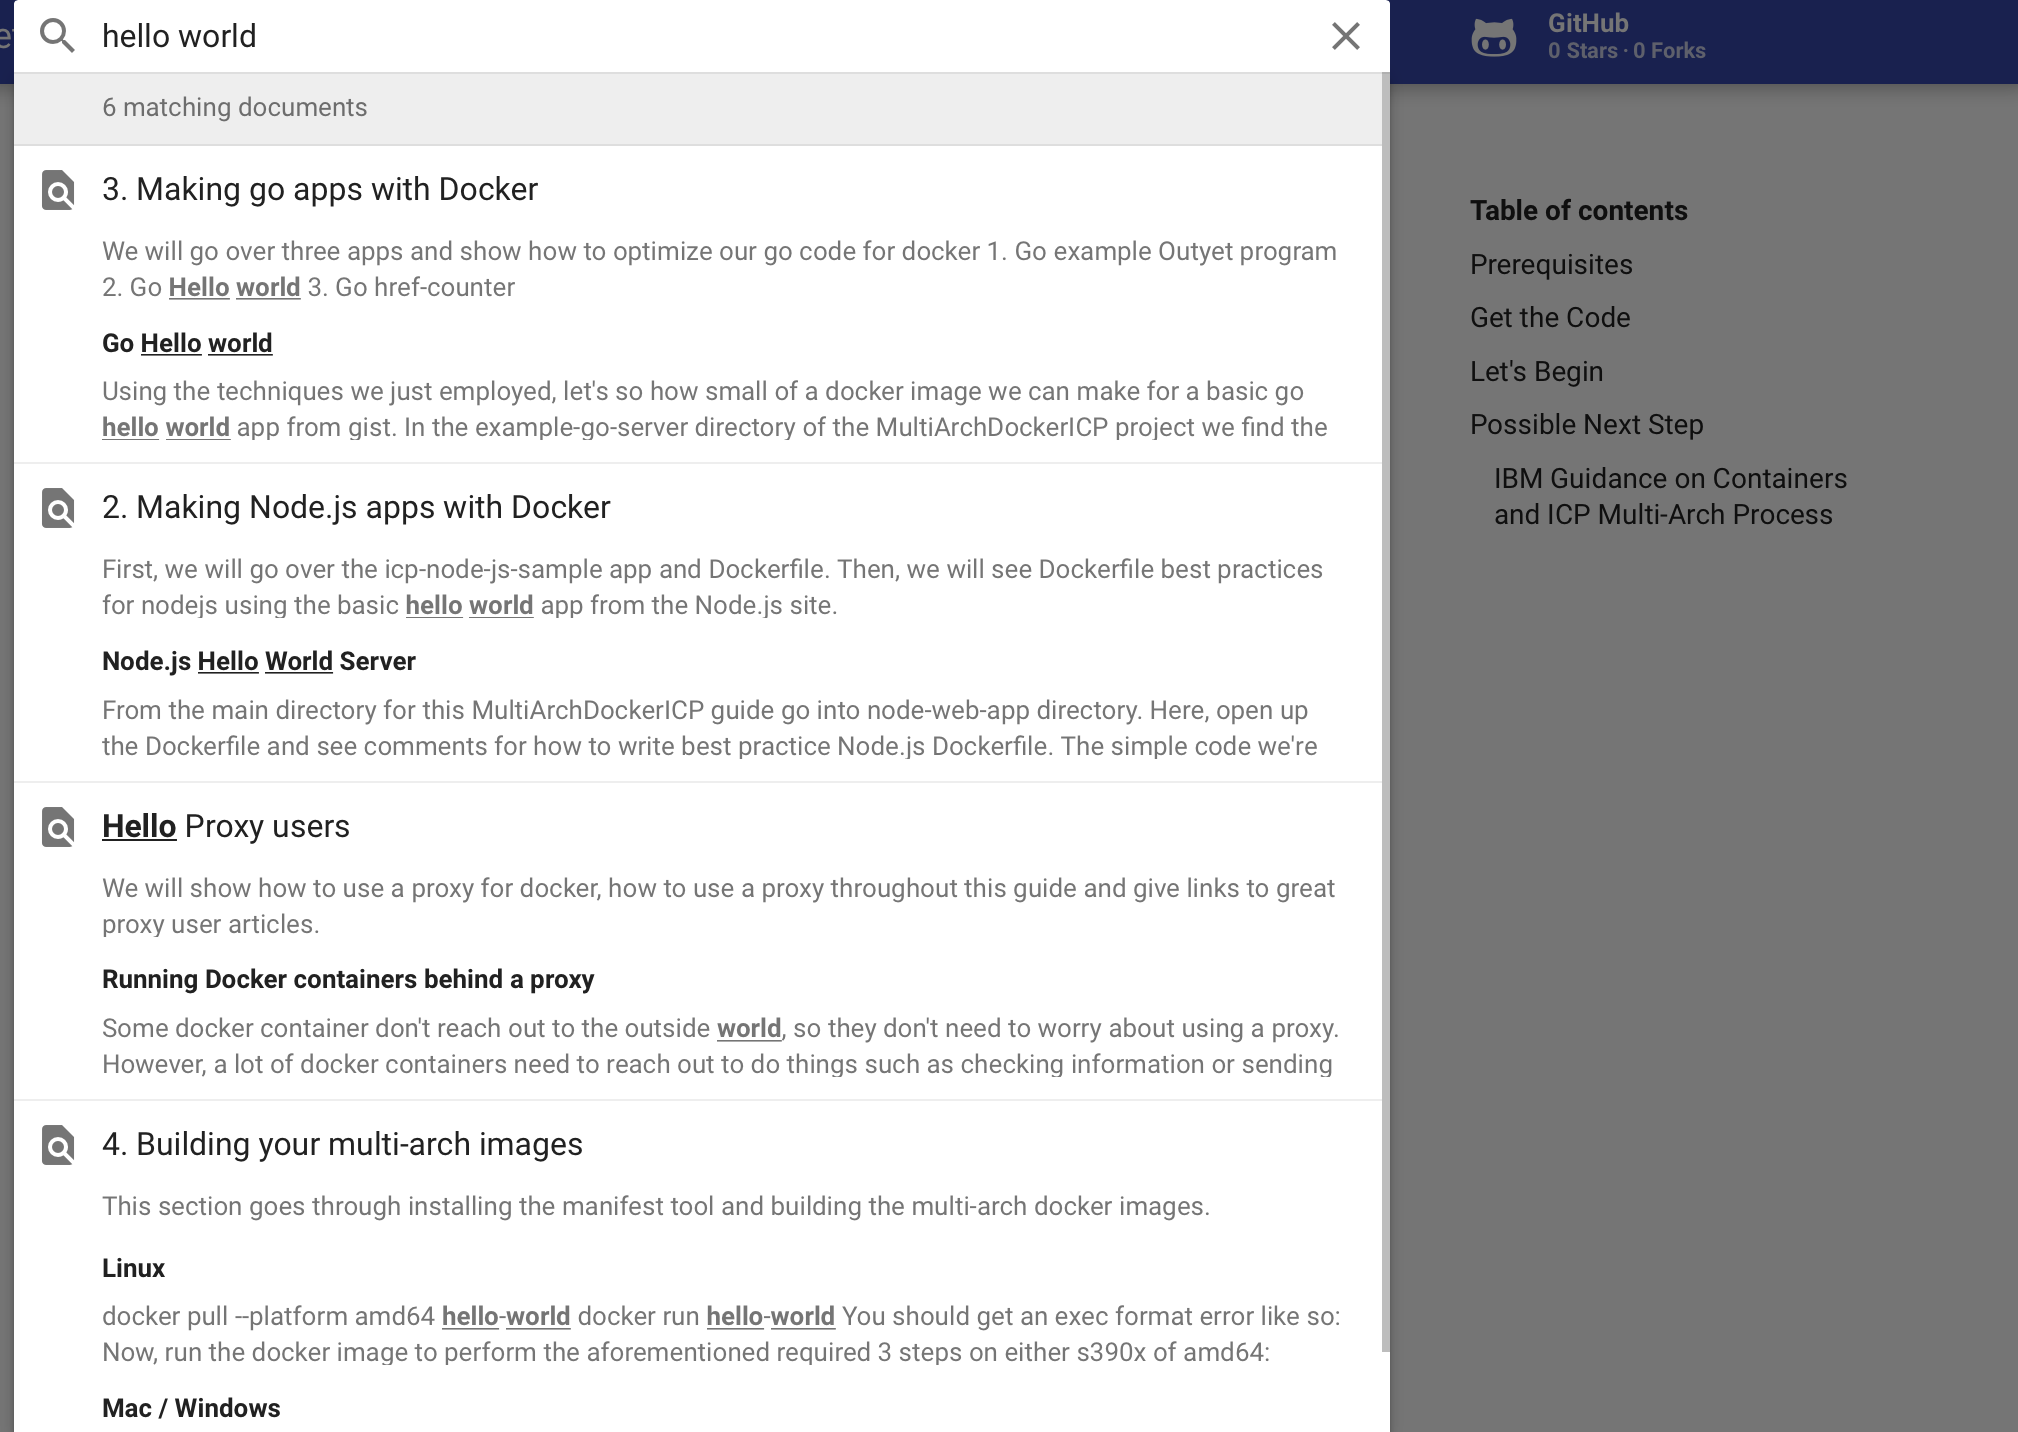 hello world
GitHub
0 Stars · 0 Forks
6 matching documents
3. Making go apps with Docker
We will go over three apps and show how to optimize our go code for docker 1. Go example Outyet program
2. Go Hello world 3. Go href-counter
Go Hello world
Using the techniques we just employed, let's so how small of a docker image we can make for a basic go
hello world app from gist. In the example-go-server directory of the MultiArchDockerICP project we find the
2. Making Node.js apps with Docker
First, we will go over the icp-node-js-sample app and Dockerfile. Then, we will see Dockerfile best practices
for nodejs using the basic hello world app from the Node.js site.
Node.js Hello World Server
From the main directory for this MultiArchDockerICP guide go into node-web-app directory. Here, open up
the Dockerfile and see comments for how to write best practice Node.js Dockerfile. The simple code we're
Hello Proxy users
We will show how to use a proxy for docker, how to use a proxy throughout this guide and give links to great
proxy user articles.
Running Docker containers behind a proxy
Some docker container don't reach out to the outside world, so they don't need to worry about using a proxy.
However, a lot of docker containers need to reach out to do things such as checking information or sending
4. Building your multi-arch images
This section goes through installing the manifest tool and building the multi-arch docker images.
Linux
docker pull --platform amd64 hello-world docker run hello-world You should get an exec format error like so:
Now, run the docker image to perform the aforementioned required 3 steps on either s390x of amd64:
Mac / Windows
Table of contents
Prerequisites
Get the Code
Let's Begin
Possible Next Step
IBM Guidance on Containers
and ICP Multi-Arch Process